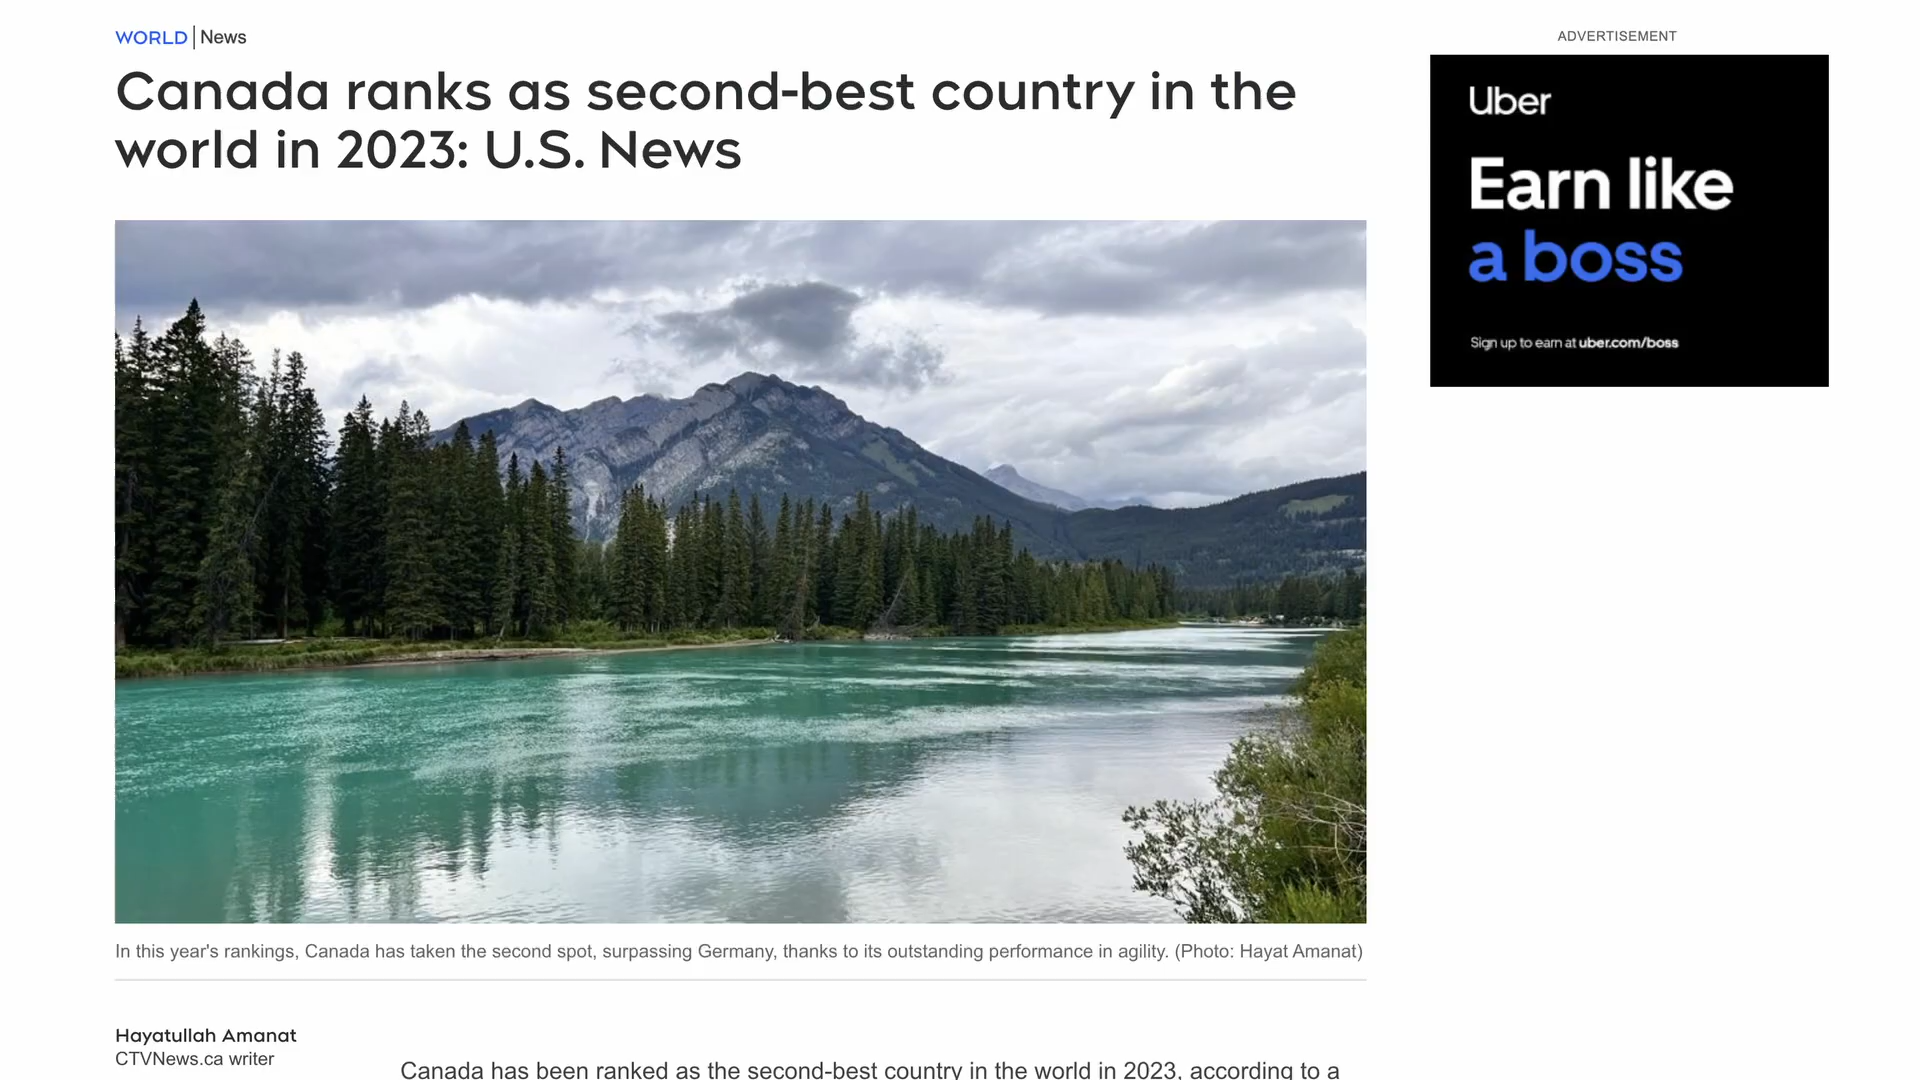 WORLD | News
Canada ranks as second-best country in the
world in 2023: U.S. News
ADVERTISEMENT
Uber
Earn like
a boss
Sign up to earn at uber.com/boss
In this year's rankings, Canada has taken the second spot, surpassing Germany, thanks to its outstanding performance in agility. (Photo: Hayat Amanat)
Hayatullah Amanat
CTVNews.ca writer
Canada has been ranked as the second-best country in the world in 2023, according to a